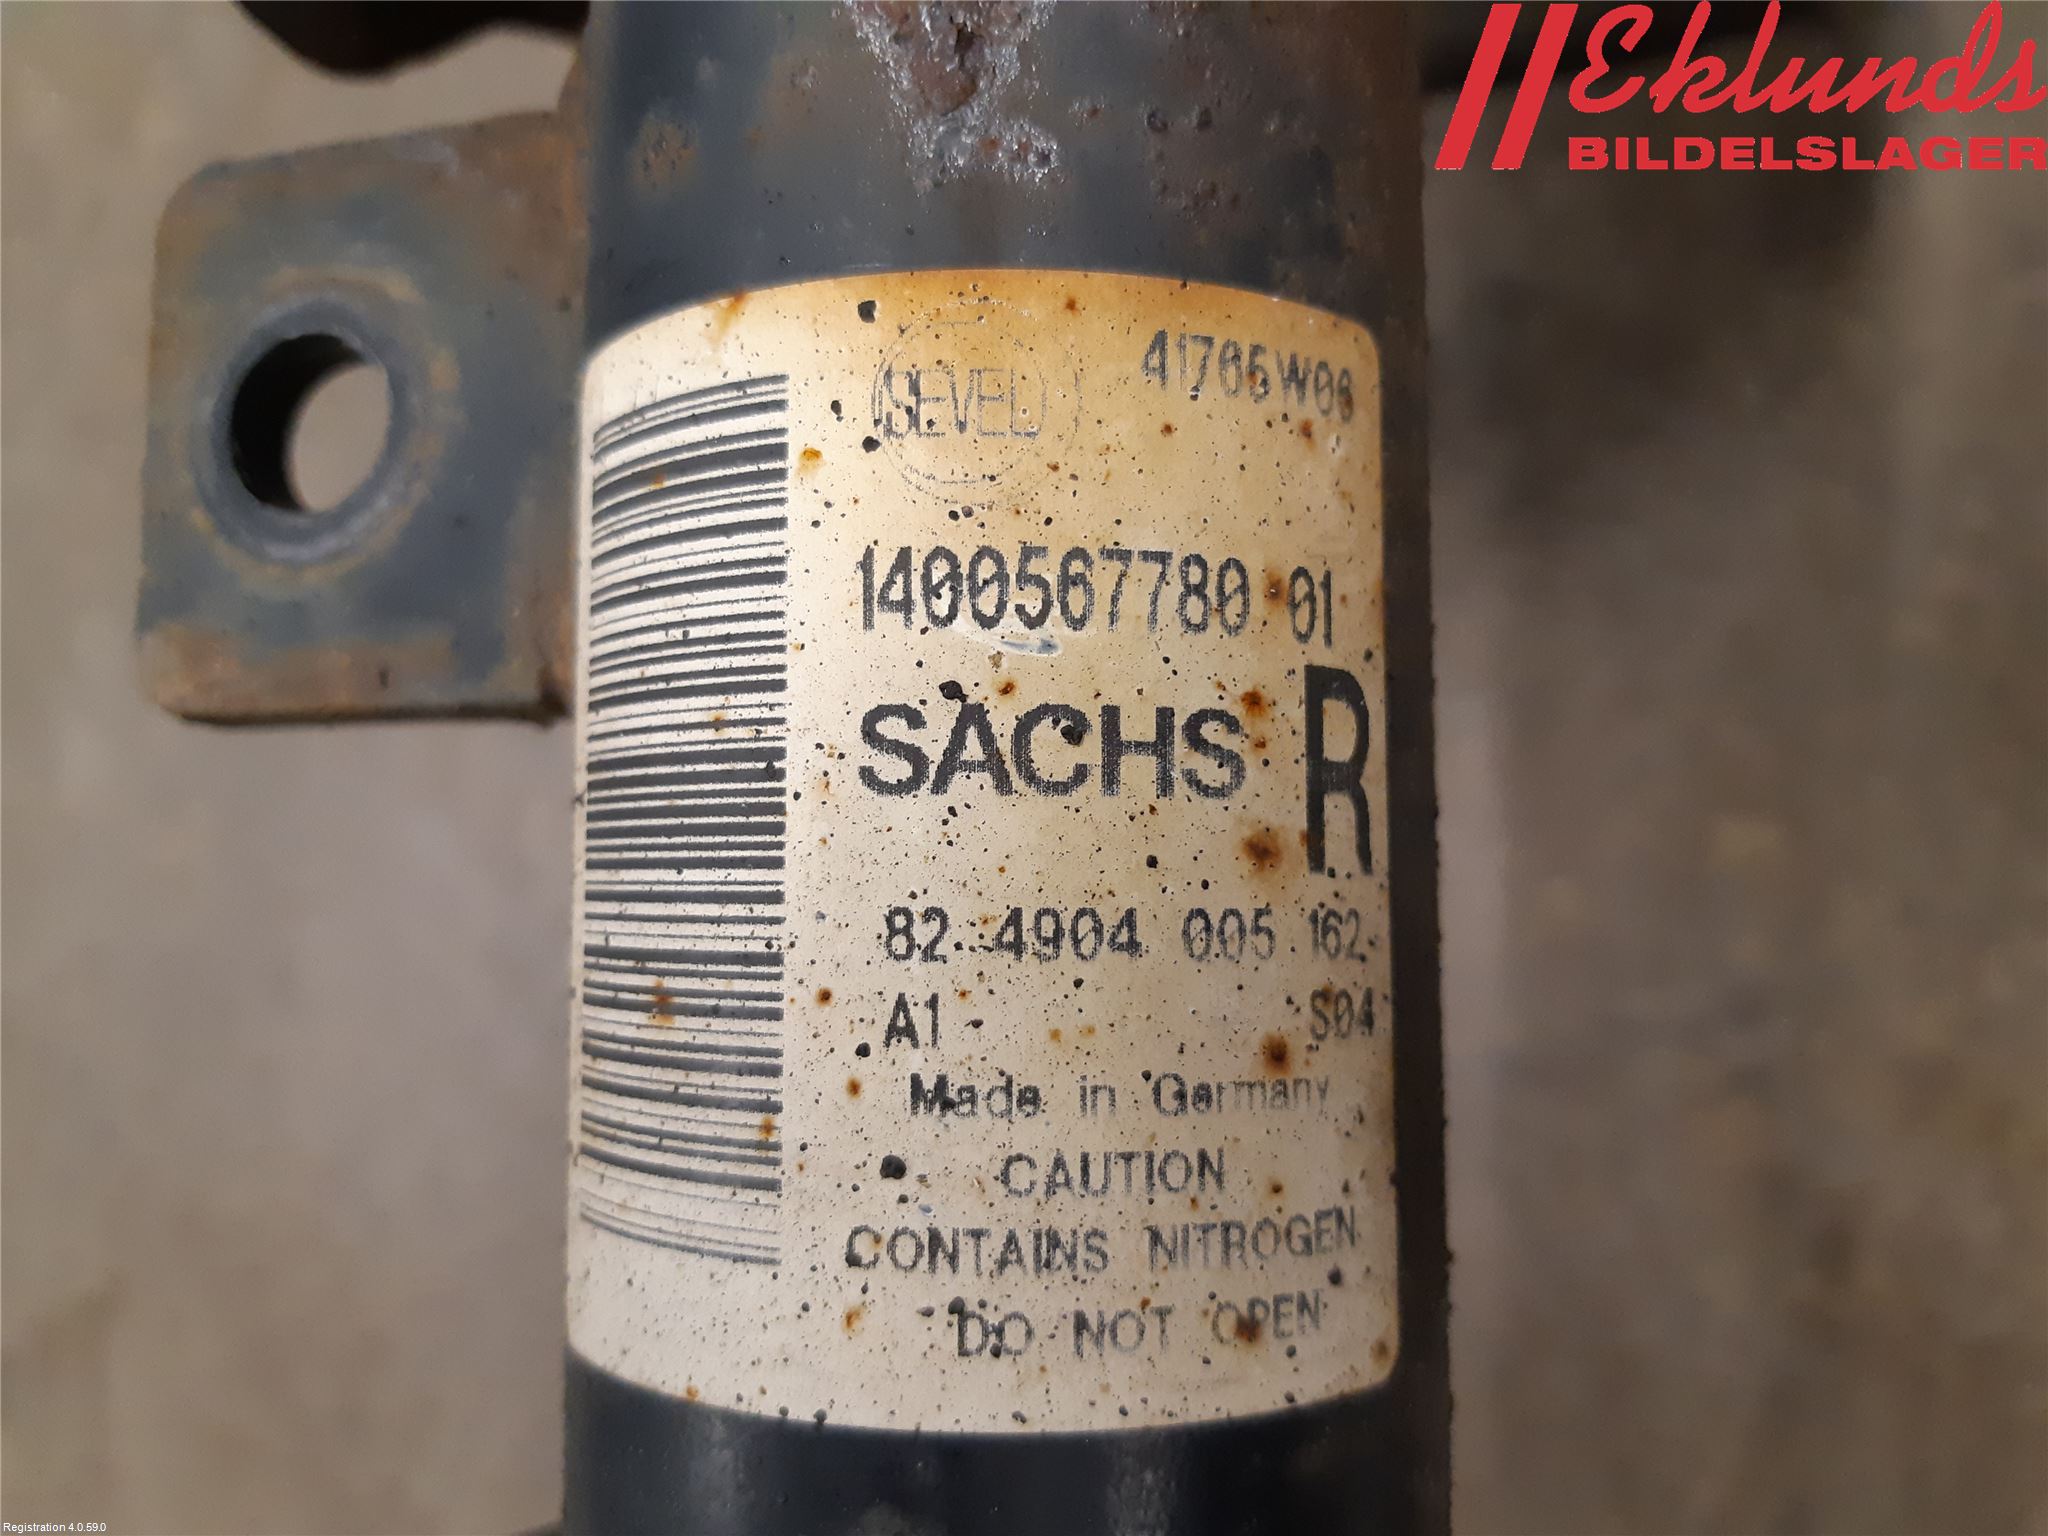 Eklunds
BILDELSLAGER
SEVEL
41765W06
1400567780 01
SACHS R
82 4904 005 162
A1 S04
Made in Germany
CAUTION
CONTAINS NITROGEN
DO NOT OPEN
Registration 4.0.59.0